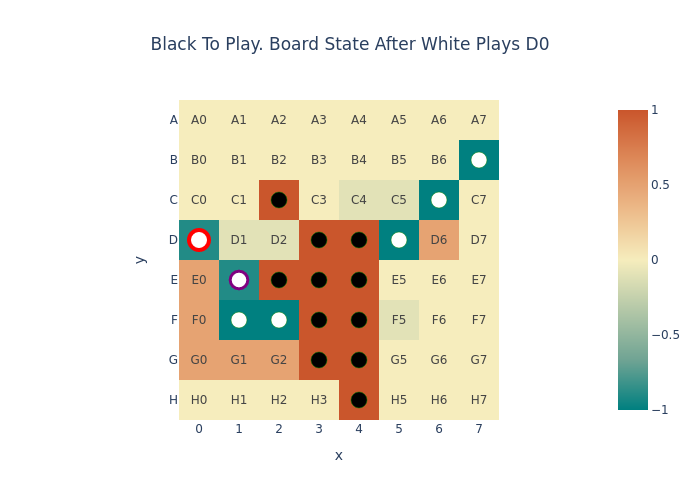 Black To Play. Board State After White Plays D0
A A0 A1 A2 A3 A4 A5 A6 A7
B B0 B1 B2 B3 B4 B5 B6
C C0 C1 C3 C4 C5 C7
D D1 D2 D6 D7
E E0 E5 E6 E7
F F0 F5 F6 F7
G G0 G1 G2 G5 G6 G7
H H0 H1 H2 H3 H5 H6 H7
0 1 2 3 4 5 6 7
x
y
1
0.5
0
−0.5
−1